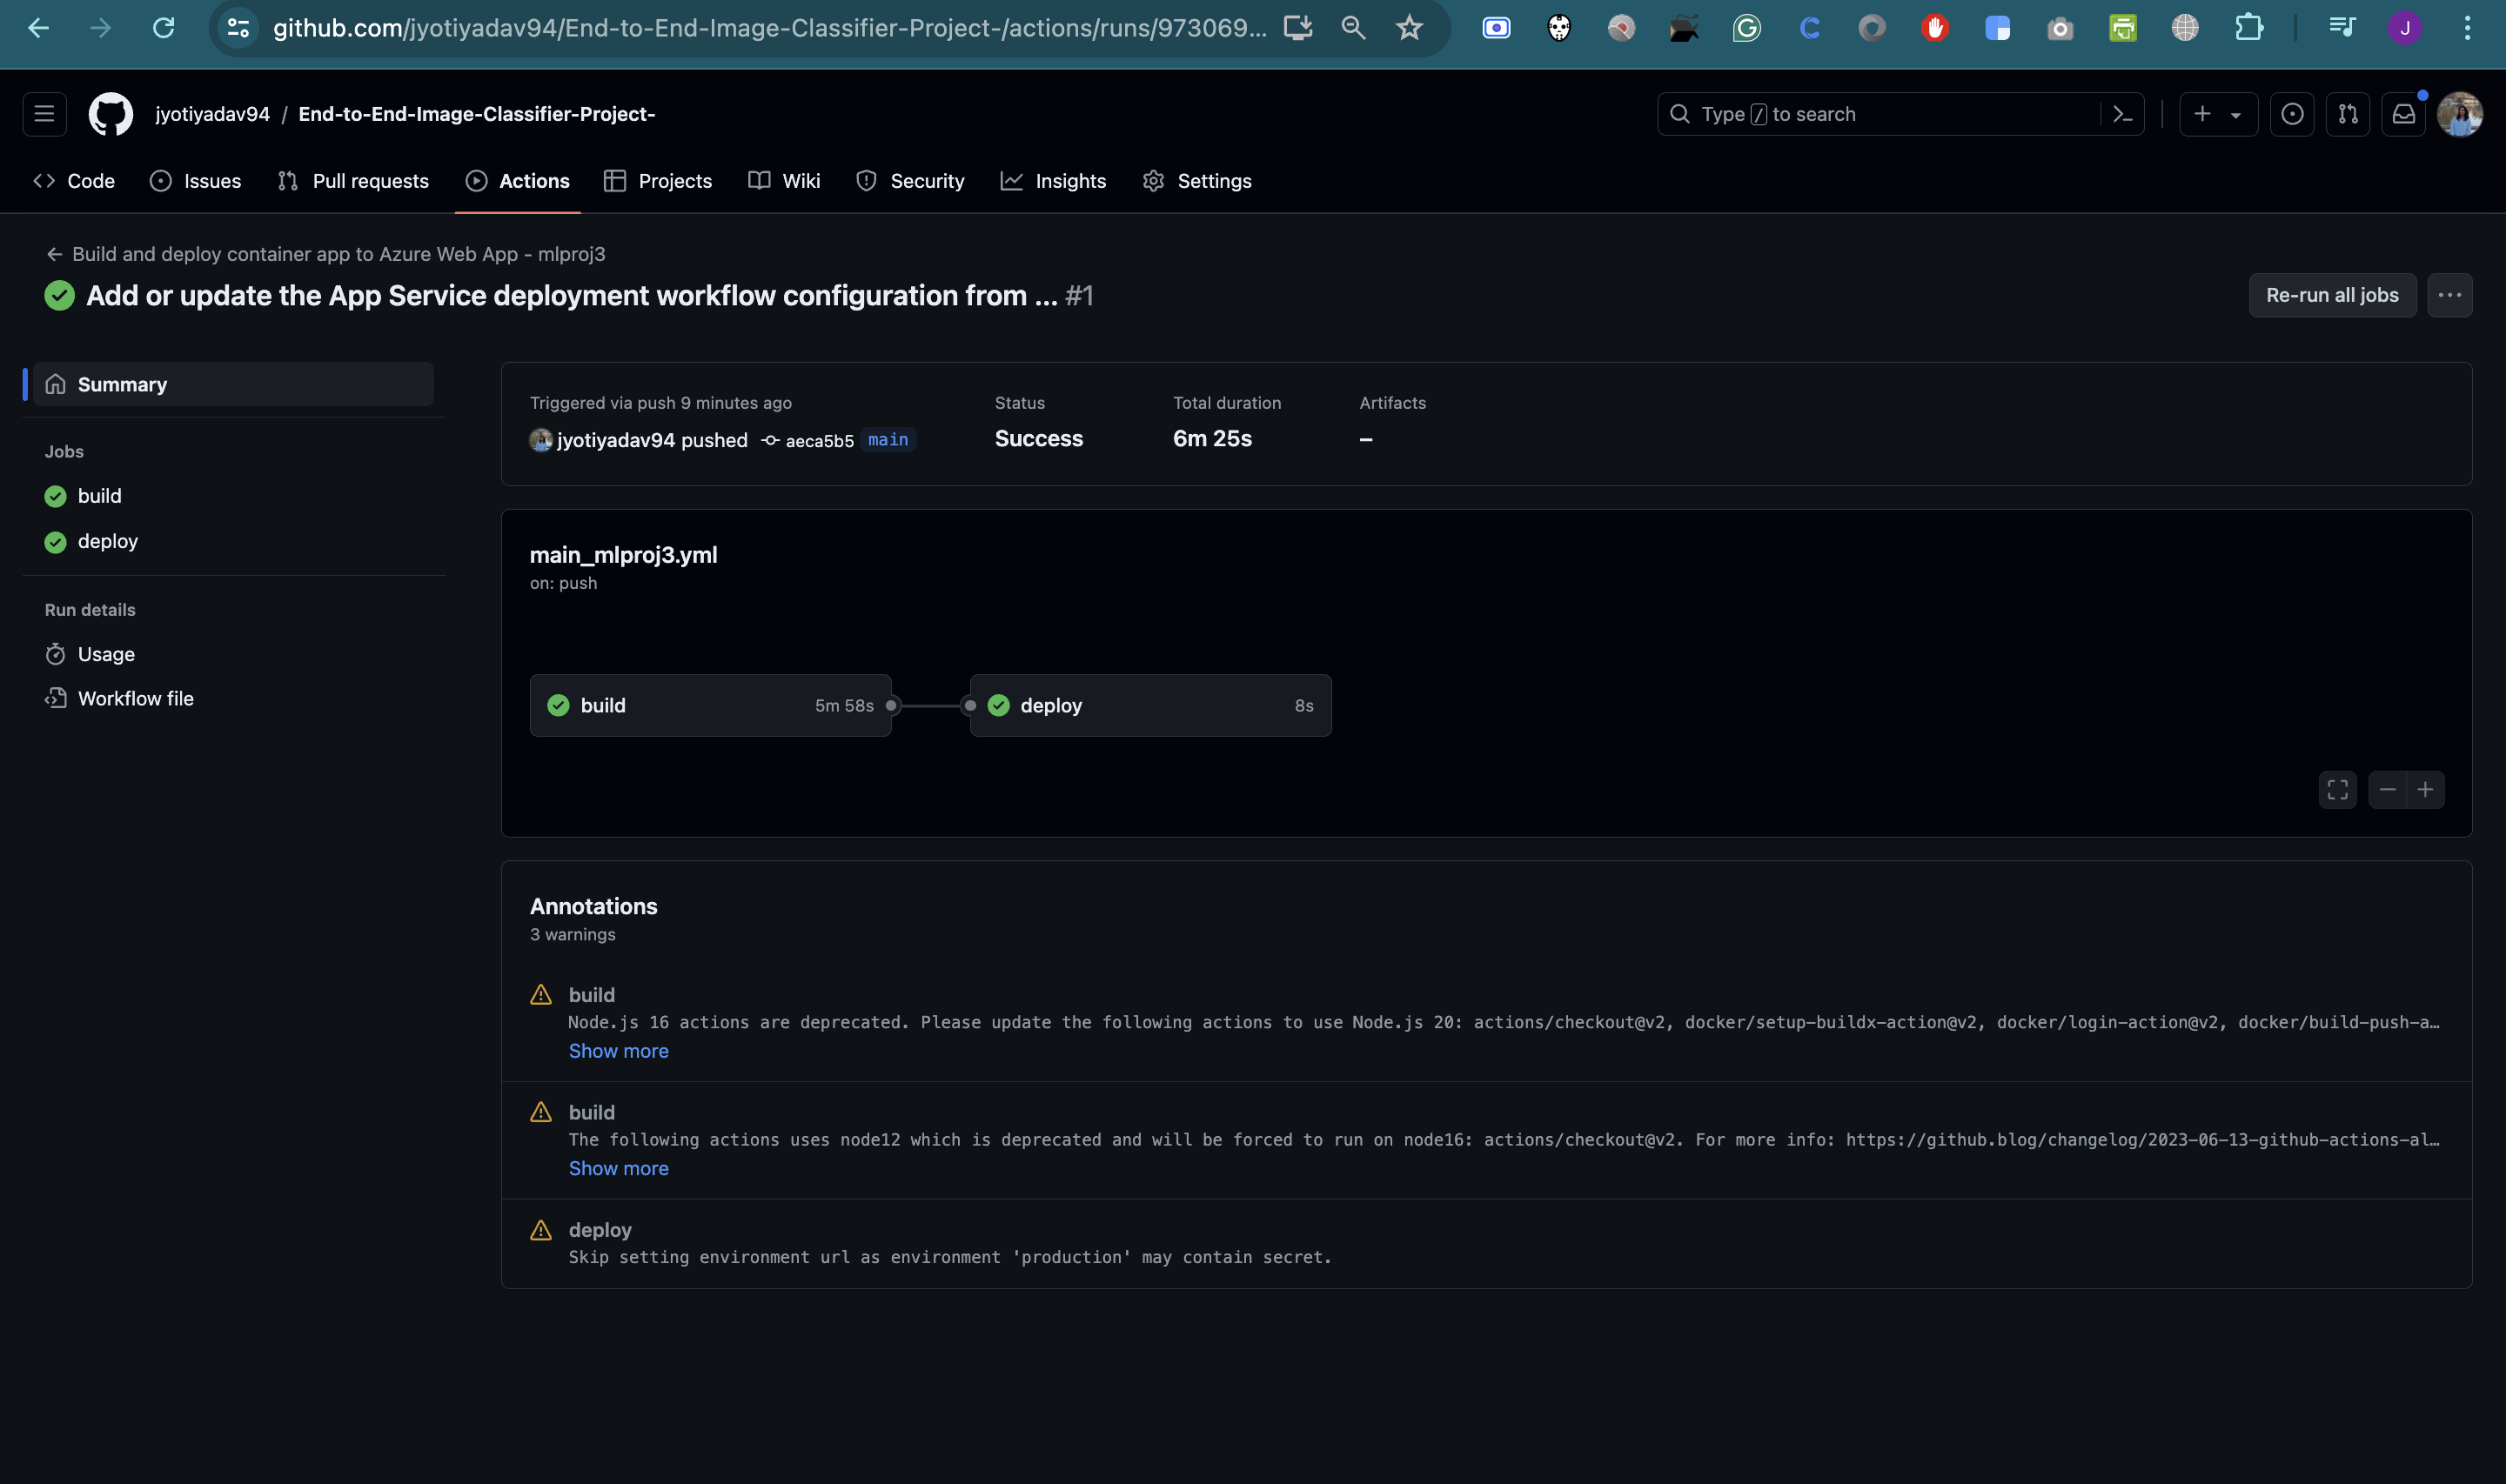 github.com/jyotiyadav94/End-to-End-Image-Classifier-Project-/actions/runs/973069...
J
jyotiyadav94 / End-to-End-Image-Classifier-Project-
Type / to search
Code
Issues
Pull requests
Actions
Projects
Wiki
Security
Insights
Settings
Build and deploy container app to Azure Web App - mlproj3
Add or update the App Service deployment workflow configuration from ... #1
Re-run all jobs
Summary
Jobs
build
deploy
Run details
Usage
Workflow file
Triggered via push 9 minutes ago
jyotiyadav94 pushed aeca5b5 main
Status
Success
Total duration
6m 25s
Artifacts
–
main_mlproj3.yml
on: push
build 5m 58s
deploy 8s
Annotations
3 warnings
build
Node.js 16 actions are deprecated. Please update the following actions to use Node.js 20: actions/checkout@v2, docker/setup-buildx-action@v2, docker/login-action@v2, docker/build-push-a…
Show more
build
The following actions uses node12 which is deprecated and will be forced to run on node16: actions/checkout@v2. For more info: https://github.blog/changelog/2023-06-13-github-actions-al…
Show more
deploy
Skip setting environment url as environment 'production' may contain secret.